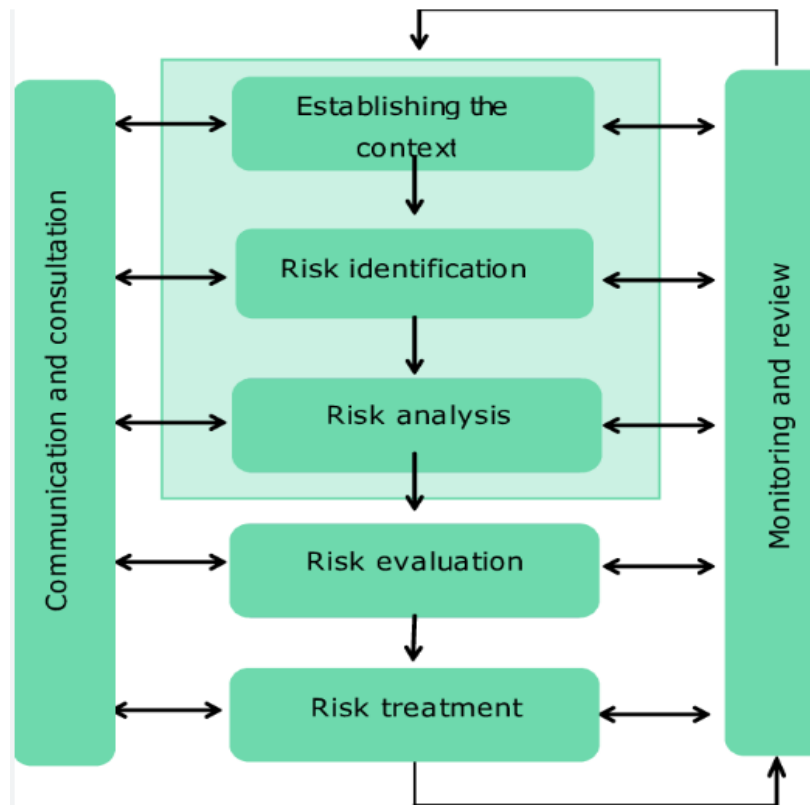 Establishing the
context
Communication and consultation
Risk identification
Risk analysis
Monitoring and review
Risk evaluation
Risk treatment